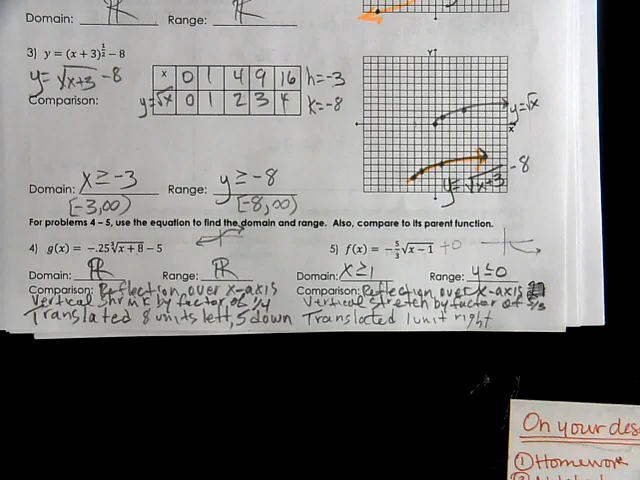 Domain: ℝ Range: ℝ
3) y = (x + 3)^½ – 8
y = √x+3 -8
x 0 1 4 9 16 h=-3
y=√x 0 1 2 3 4 k=-8
Comparison:
Y
y=√x
x
y=√x+3 -8
Domain: x ≥ -3 Range: y ≥ -8
[-3,∞) [-8,∞)
For problems 4 – 5, use the equation to find the domain and range. Also, compare to its parent function.
4) g(x) = –.25∛x + 8 – 5
Domain: ℝ Range: ℝ
Comparison: Reflection over x-axis
Vertical shrink by factor of 1/4
Translated 8 units left, 5 down
5) f(x) = –5/3√x – 1 +0
Domain: x ≥ 1 Range: y ≤ 0
Comparison: Reflection over x-axis
Vertical stretch by factor of 5/3
Translated 1 unit right
On your des
① Homework